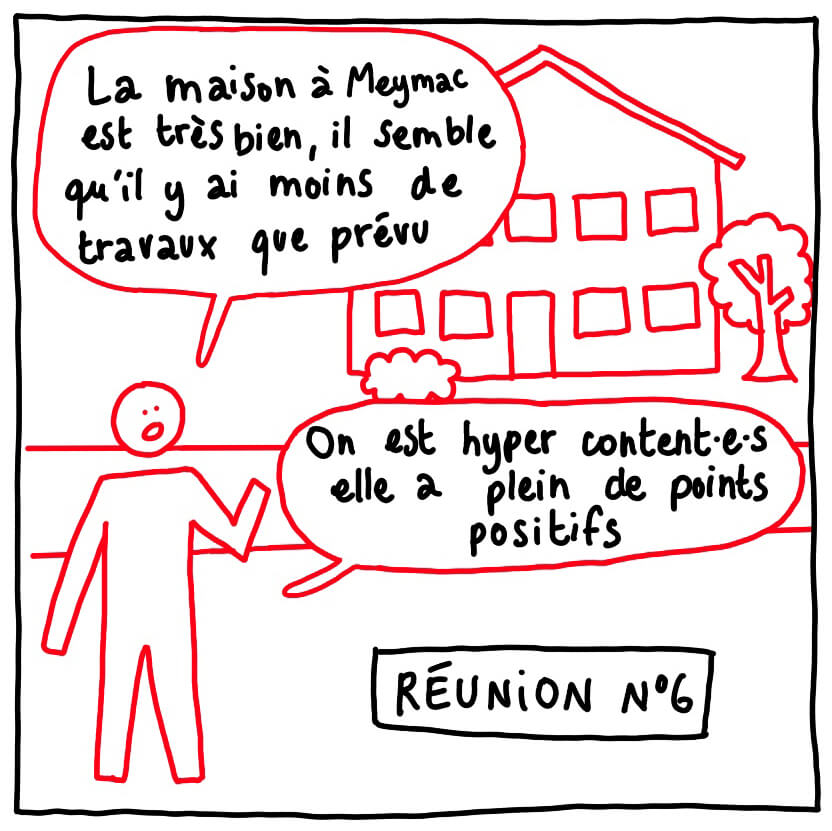 La maison à Meymac
est très bien, il semble
qu'il y ai moins de
travaux que prévu
On est hyper content·e·s
elle a plein de points
positifs
RÉUNION N°6